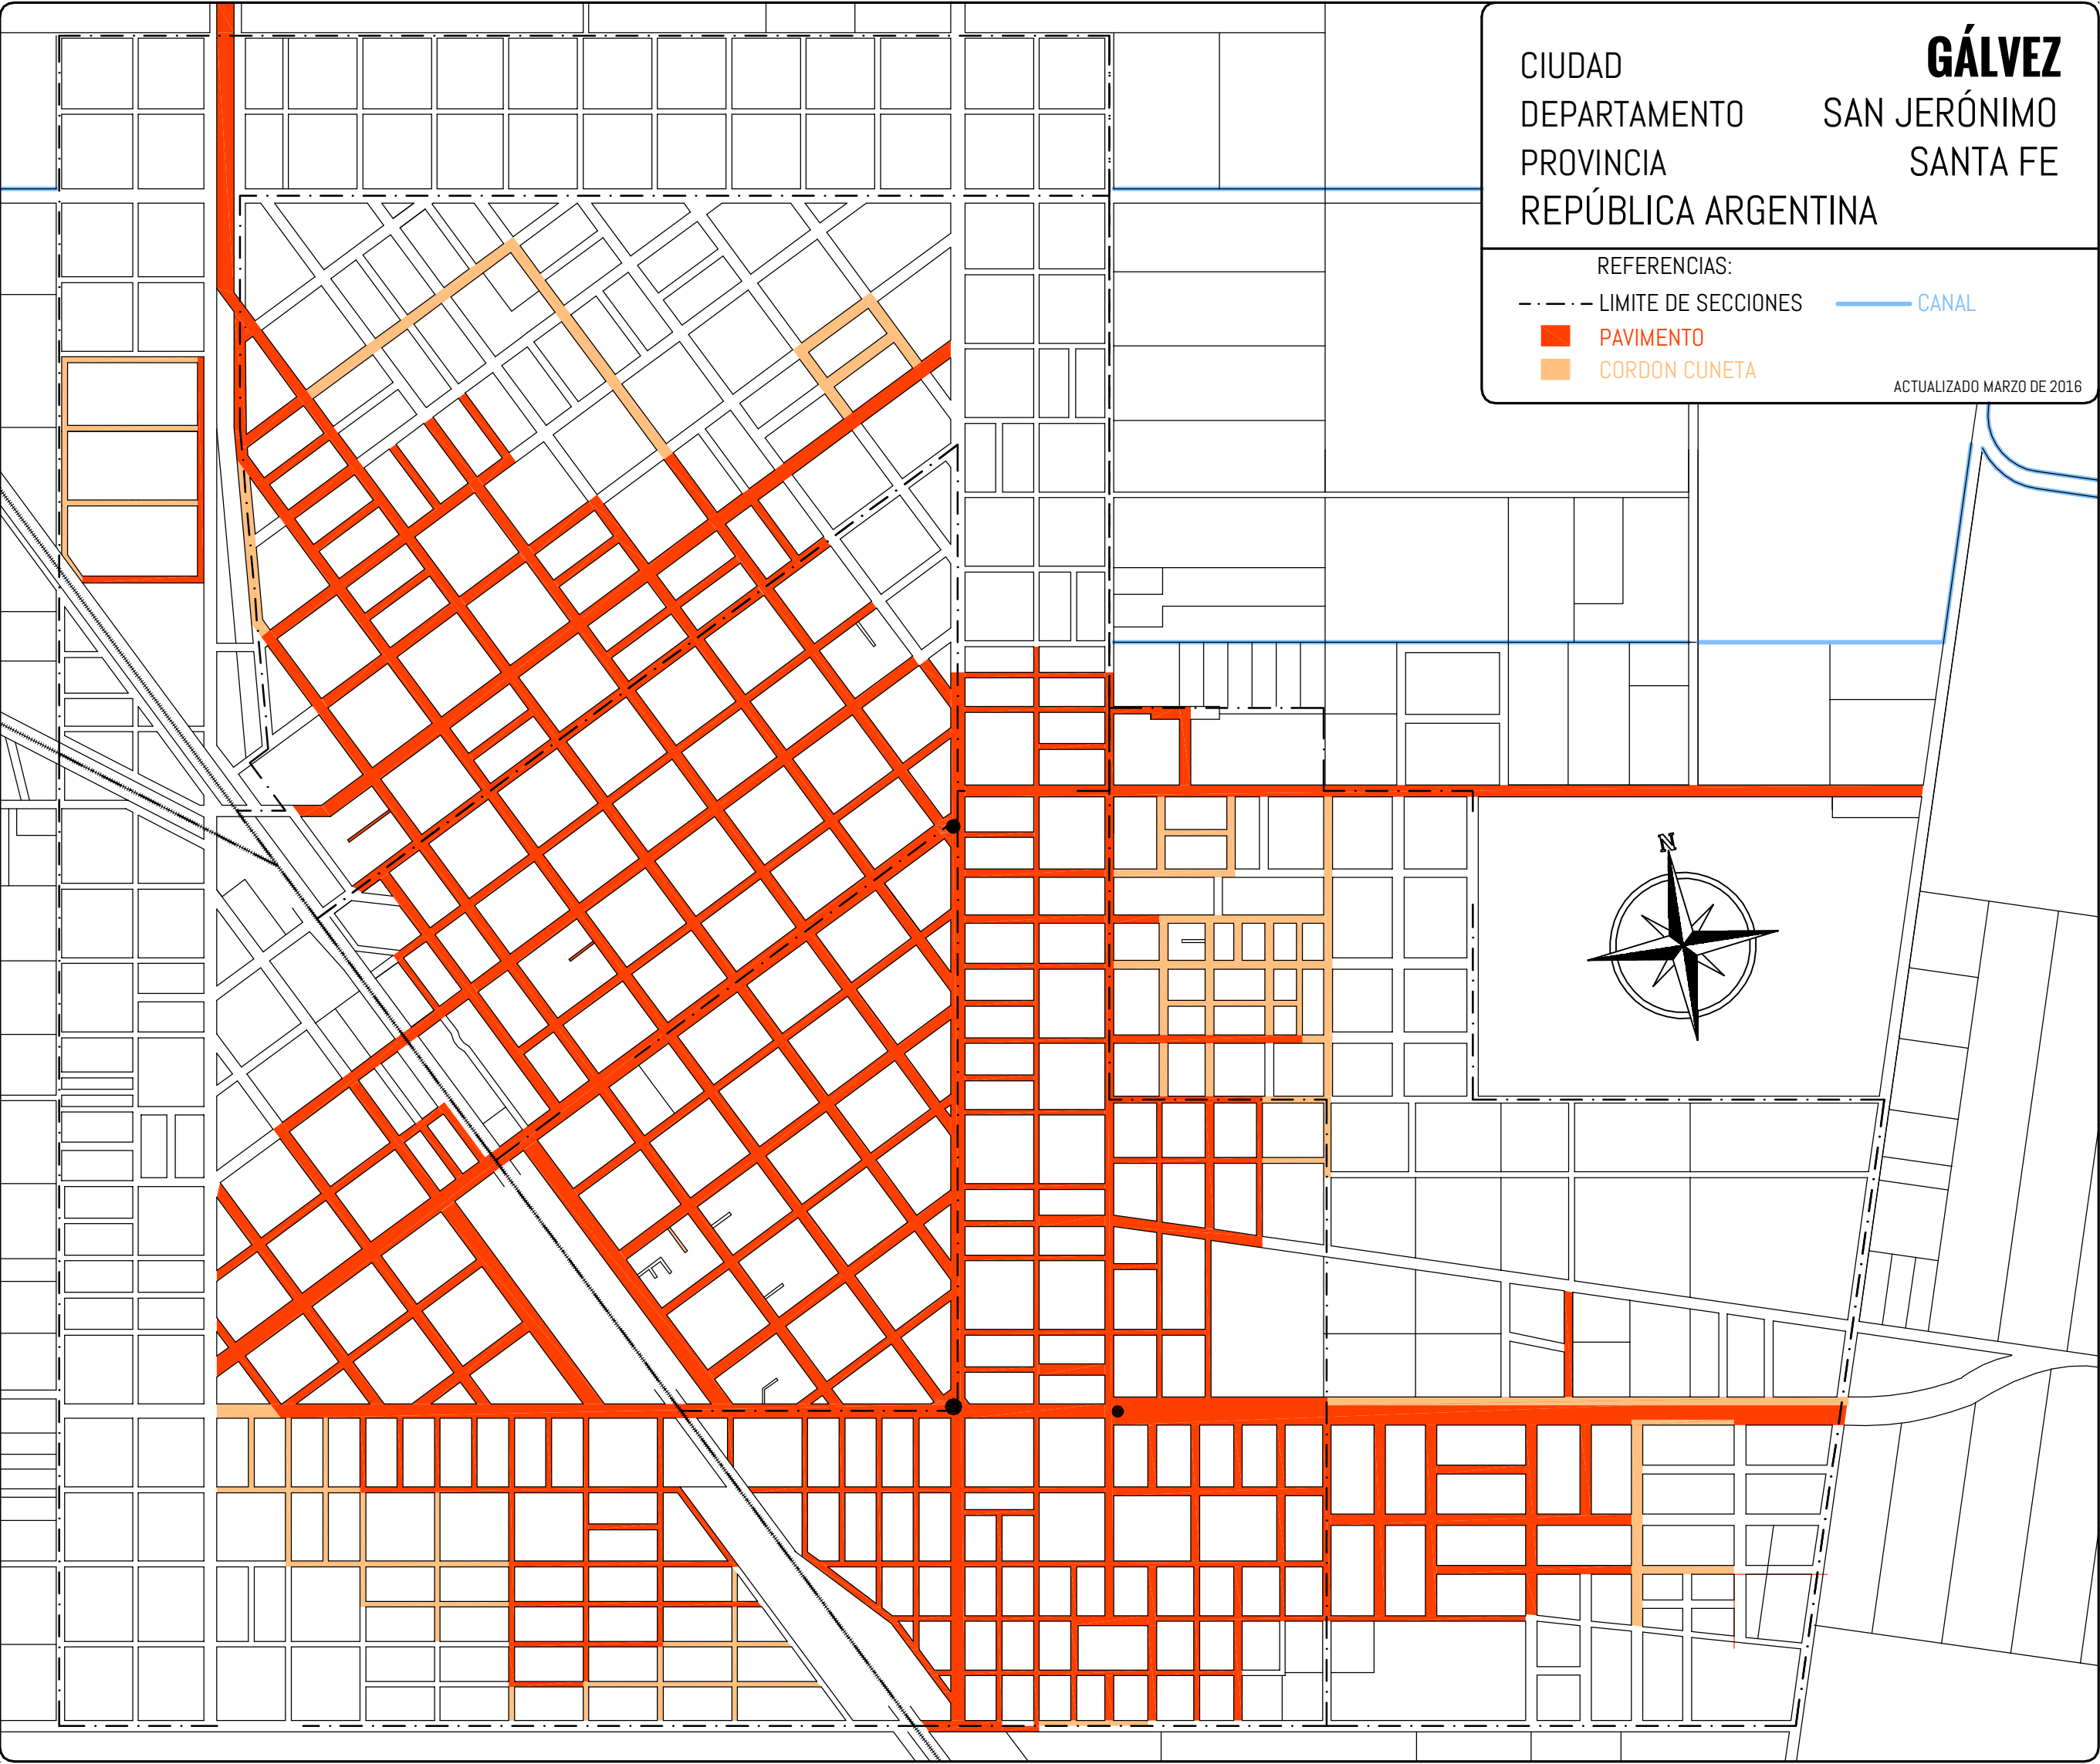 CIUDAD GÁLVEZ
DEPARTAMENTO SAN JERÓNIMO
PROVINCIA SANTA FE
REPÚBLICA ARGENTINA
REFERENCIAS:
LIMITE DE SECCIONES CANAL
PAVIMENTO
CORDON CUNETA
ACTUALIZADO MARZO DE 2016
N